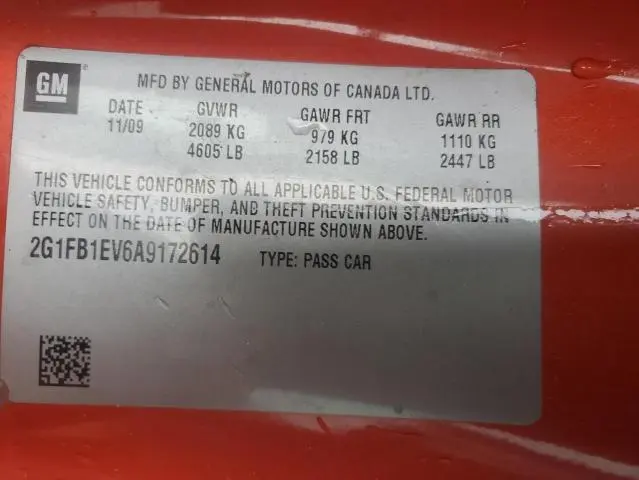 GM®
MFD BY GENERAL MOTORS OF CANADA LTD.
DATE GVWR GAWR FRT GAWR RR
11/09 2089 KG 979 KG 1110 KG
4605 LB 2158 LB 2447 LB
THIS VEHICLE CONFORMS TO ALL APPLICABLE U.S. FEDERAL MOTOR
VEHICLE SAFETY, BUMPER, AND THEFT PREVENTION STANDARDS IN
EFFECT ON THE DATE OF MANUFACTURE SHOWN ABOVE.
2G1FB1EV6A9172614 TYPE: PASS CAR